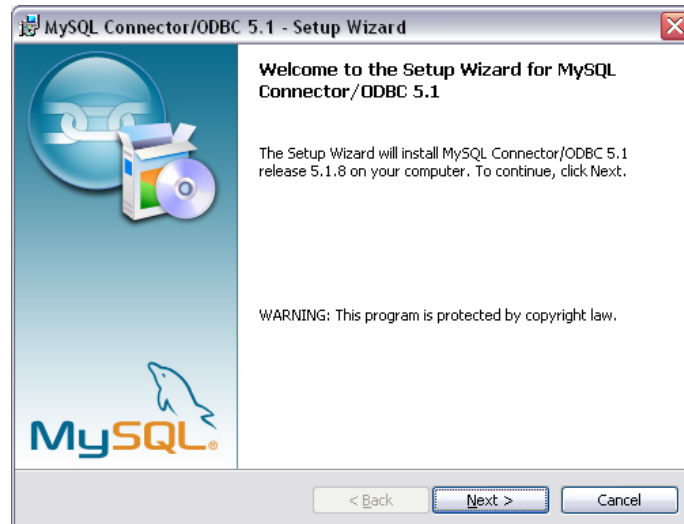 MySQL Connector/ODBC 5.1 - Setup Wizard
Welcome to the Setup Wizard for MySQL
Connector/ODBC 5.1
The Setup Wizard will install MySQL Connector/ODBC 5.1
release 5.1.8 on your computer. To continue, click Next.
WARNING: This program is protected by copyright law.
MySQL®
< Back Next > Cancel